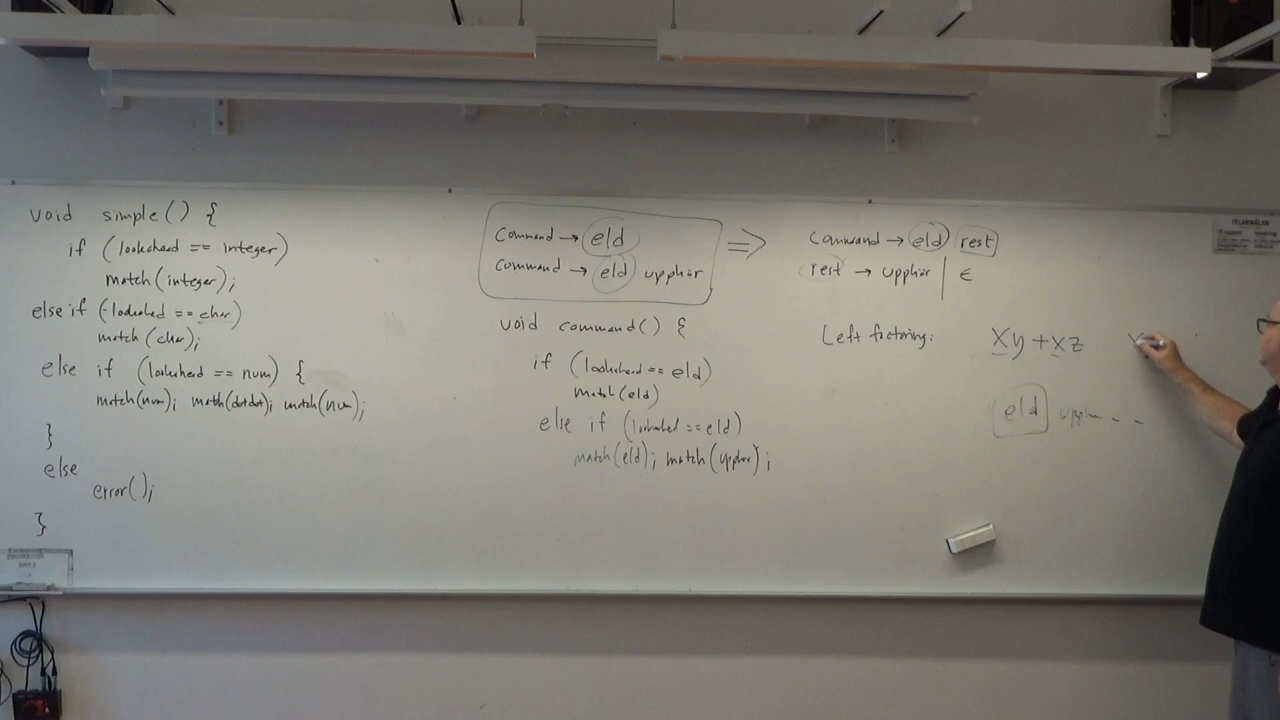 void simple() {
if (lookahead == integer)
match(integer);
else if (lookahead == char)
match(char);
else if (lookahead == num) {
match(num); match(dotdot); match(num);
}
else
error();
}
command → eld
command → eld upphör
=>
void command() {
if (lookahead == eld)
match(eld)
else if (lookahead == eld)
match(eld); match(upphör);
command → eld rest
rest → upphör | ε
Left factoring: xy + xz x
eld
TELARMÅLAN